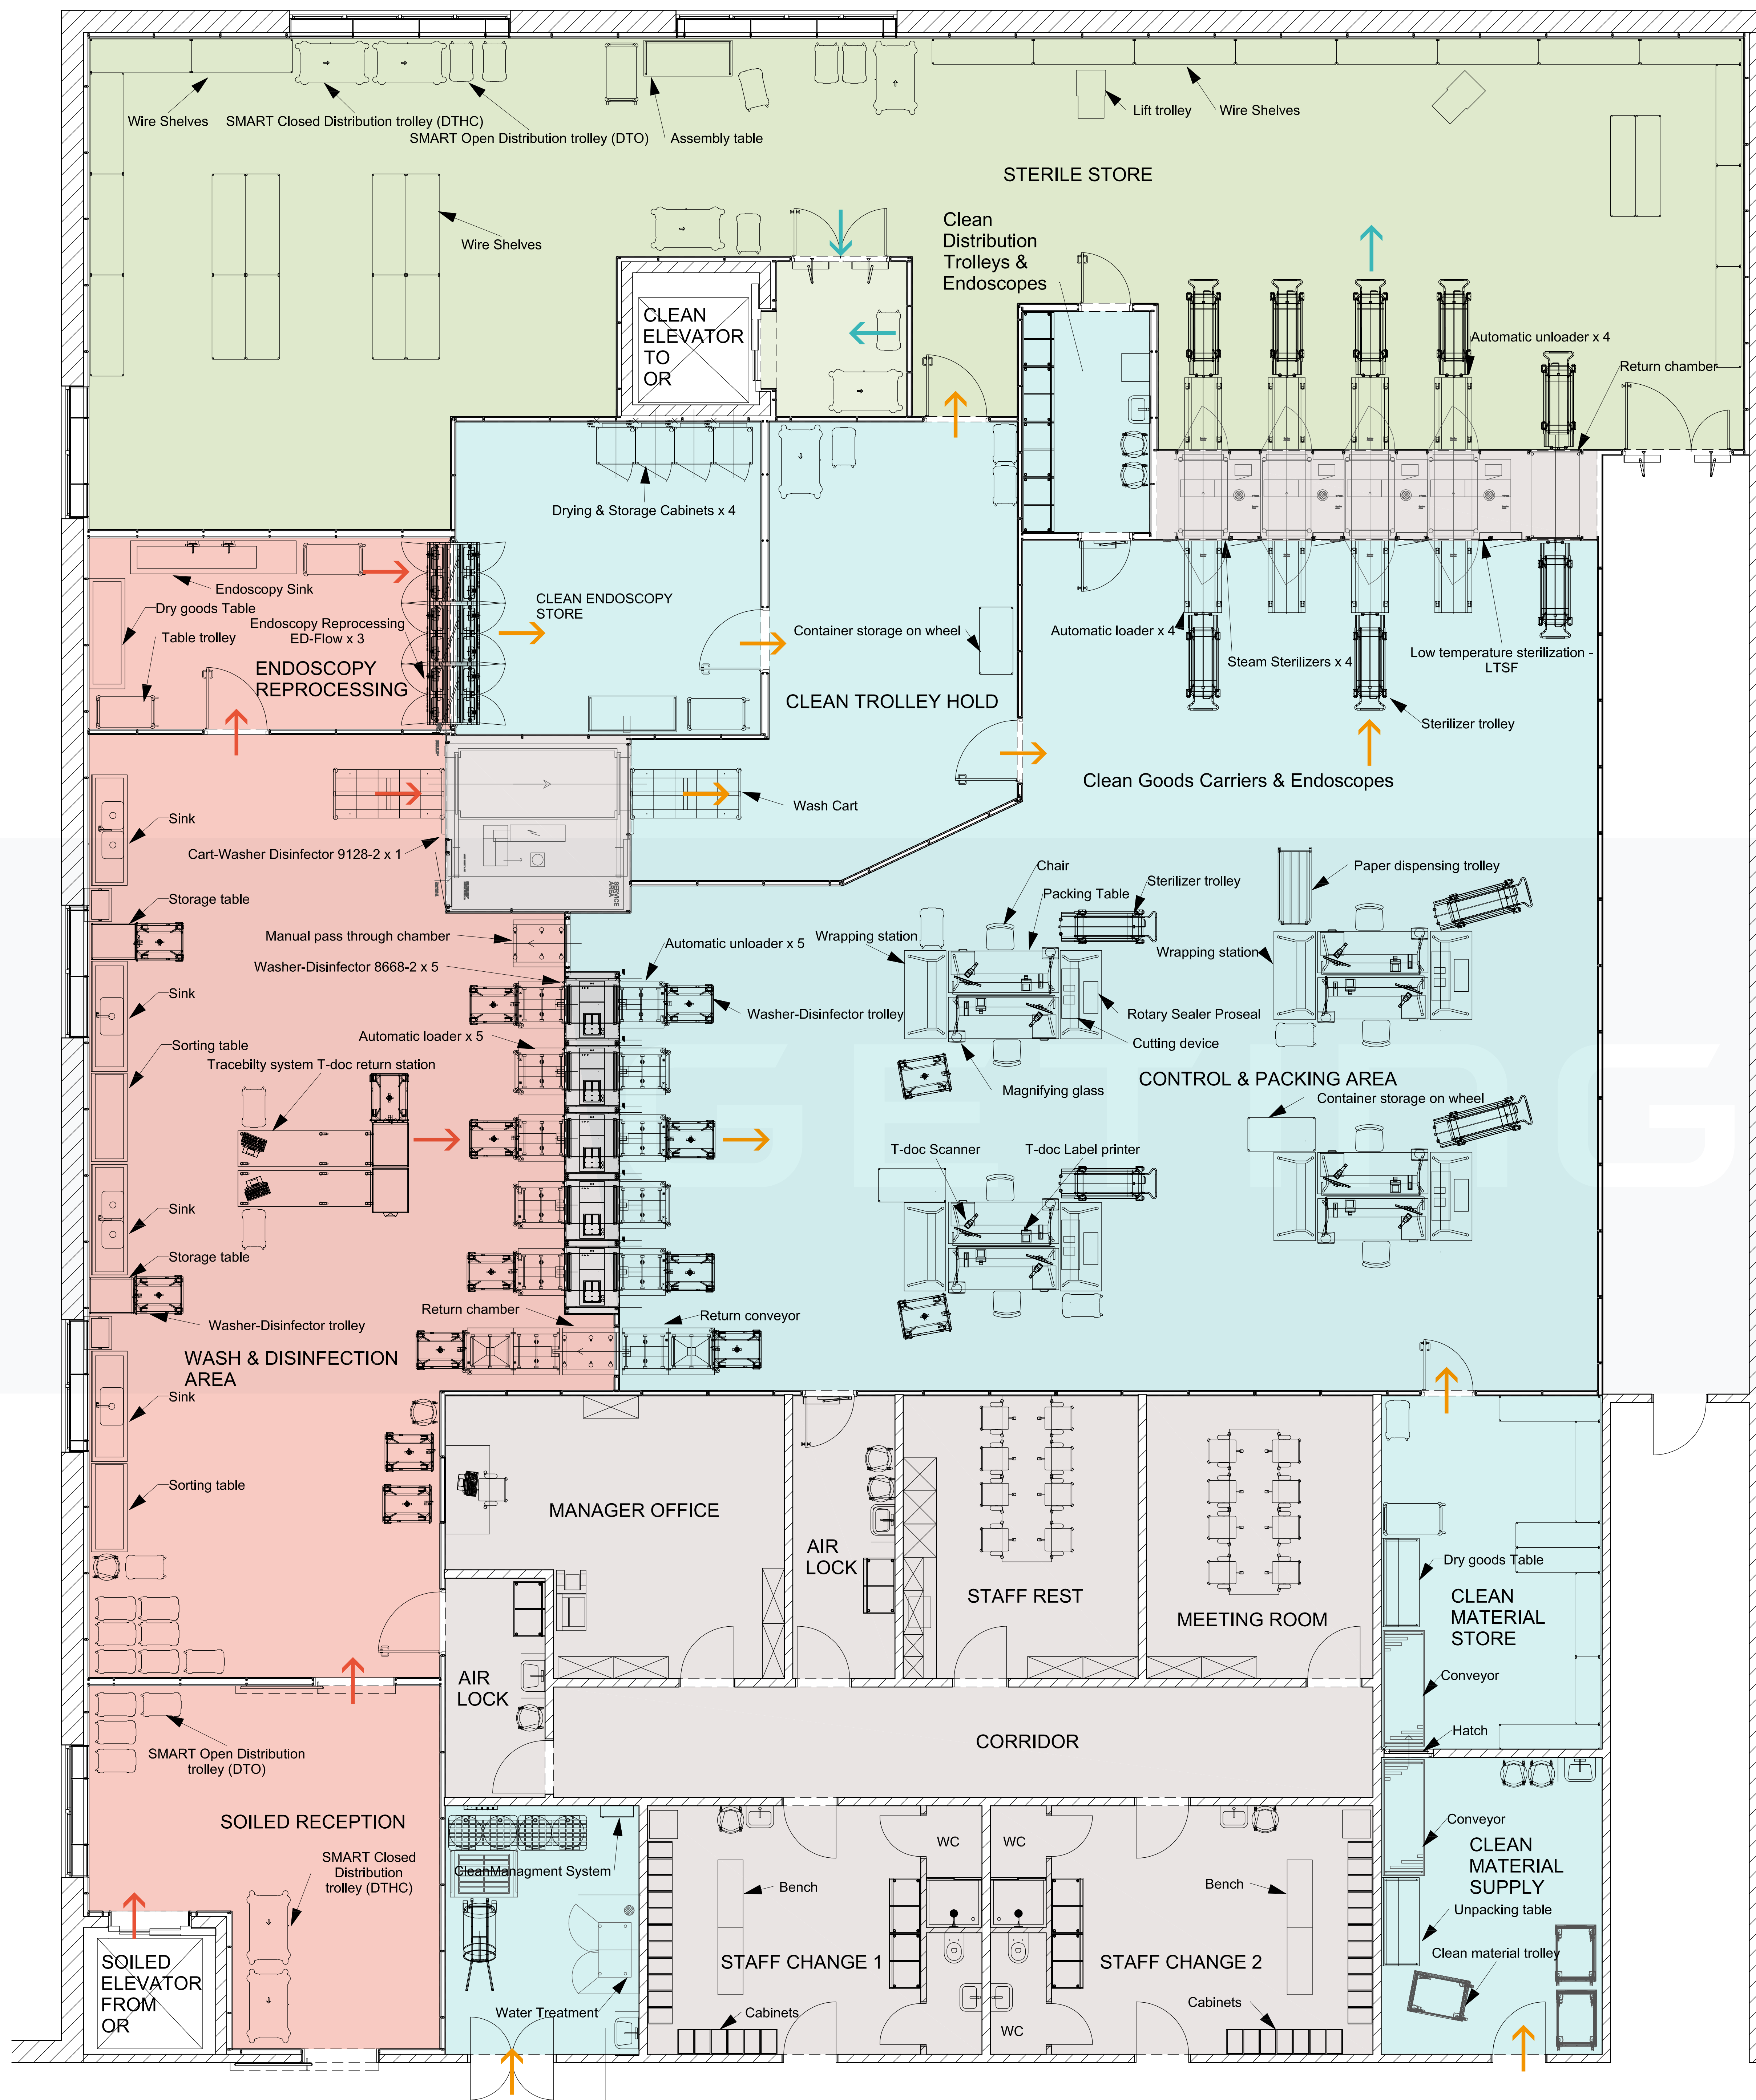 Wire Shelves
SMART Closed Distribution trolley (DTHC)
SMART Open Distribution trolley (DTO)
Assembly table
Lift trolley
Wire Shelves
STERILE STORE
Wire Shelves
Clean
Distribution
Trolleys &
Endoscopes
CLEAN
ELEVATOR
TO
OR
Automatic unloader x 4
Return chamber
Drying & Storage Cabinets x 4
Endoscopy Sink
Dry goods Table
Endoscopy Reprocessing
ED-Flow x 3
Table trolley
ENDOSCOPY
REPROCESSING
CLEAN ENDOSCOPY
STORE
Container storage on wheel
CLEAN TROLLEY HOLD
Automatic loader x 4
Steam Sterilizers x 4
Low temperature sterilization -
LTSF
Sterilizer trolley
Clean Goods Carriers & Endoscopes
Sink
Wash Cart
Cart-Washer Disinfector 9128-2 x 1
SERVICE
AREA
Storage table
Manual pass through chamber
Washer-Disinfector 8668-2 x 5
Automatic unloader x 5
Washer-Disinfector trolley
Sink
Automatic loader x 5
Sorting table
Tracebilty system T-doc return station
Chair
Packing Table
Sterilizer trolley
Wrapping station
Rotary Sealer Proseal
Cutting device
Magnifying glass
Paper dispensing trolley
Wrapping station
CONTROL & PACKING AREA
Container storage on wheel
GETING
T-doc Scanner
T-doc Label printer
Sink
Storage table
Washer-Disinfector trolley
Return chamber
Return conveyor
WASH & DISINFECTION
AREA
Sink
Sorting table
MANAGER OFFICE
AIR
LOCK
STAFF REST
MEETING ROOM
Dry goods Table
CLEAN
MATERIAL
STORE
Conveyor
Hatch
AIR
LOCK
CORRIDOR
SMART Open Distribution
trolley (DTO)
SOILED RECEPTION
SMART Closed
Distribution
trolley (DTHC)
SOILED
ELEVATOR
FROM
OR
CleanManagment System
Water Treatment
Bench
STAFF CHANGE 1
Cabinets
WC
WC
WC
Bench
STAFF CHANGE 2
Cabinets
Conveyor
CLEAN
MATERIAL
SUPPLY
Unpacking table
Clean material trolley